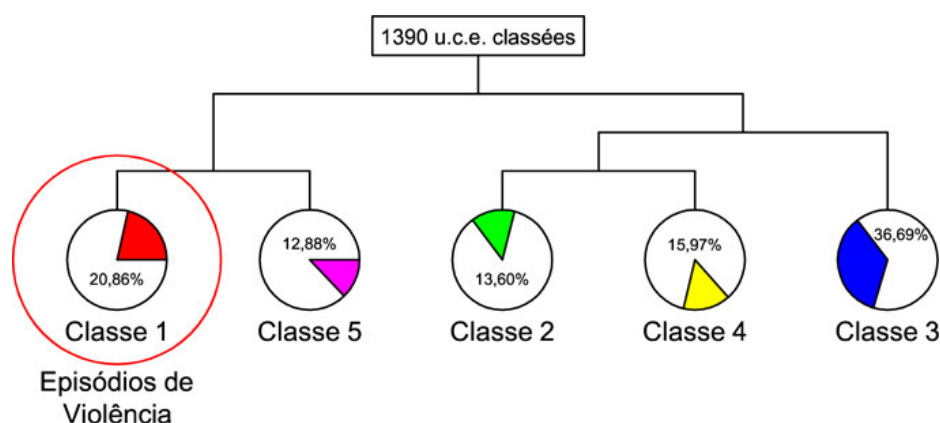 1390 u.c.e. classées
20,86%
12,88%
13,60%
15,97%
36,69%
Classe 1
Classe 5
Classe 2
Classe 4
Classe 3
Episódios de
Violência